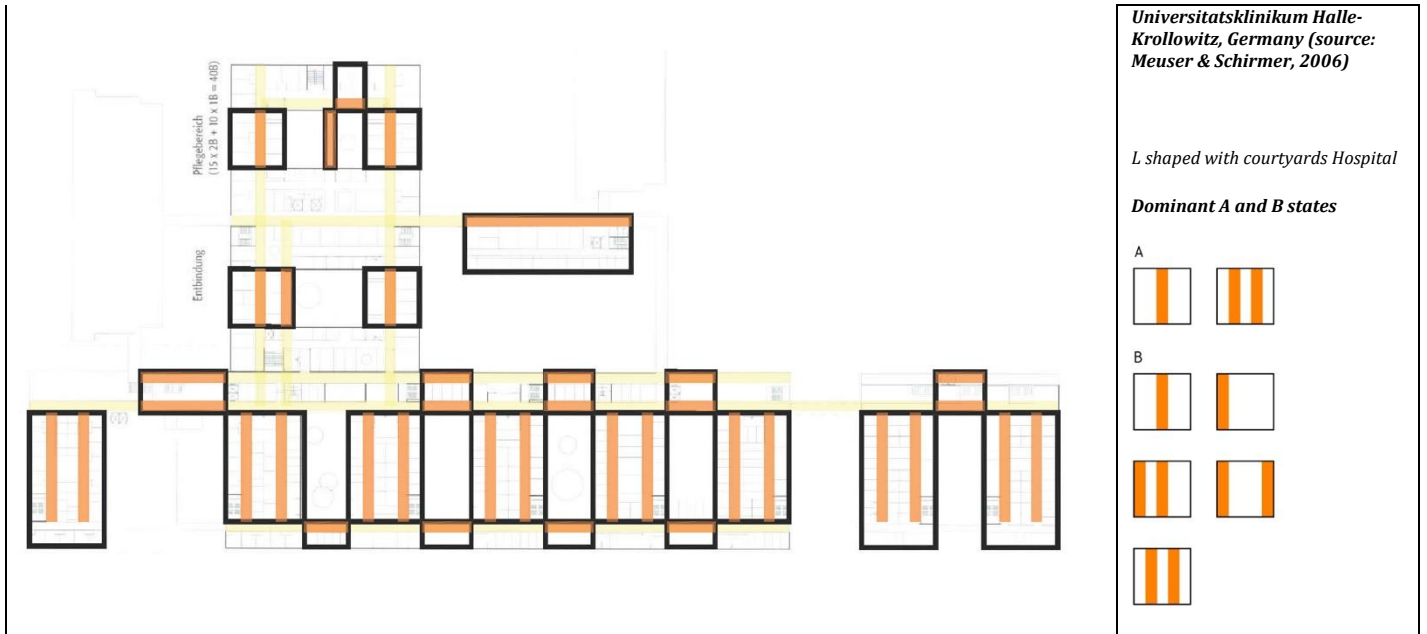 Pflegebereich
(15 x 2B + 10 x 1B = 40B)
Entbindung
Universitatsklinikum Halle-
Krollowitz, Germany (source:
Meuser & Schirmer, 2006)
L shaped with courtyards Hospital
Dominant A and B states
A
B